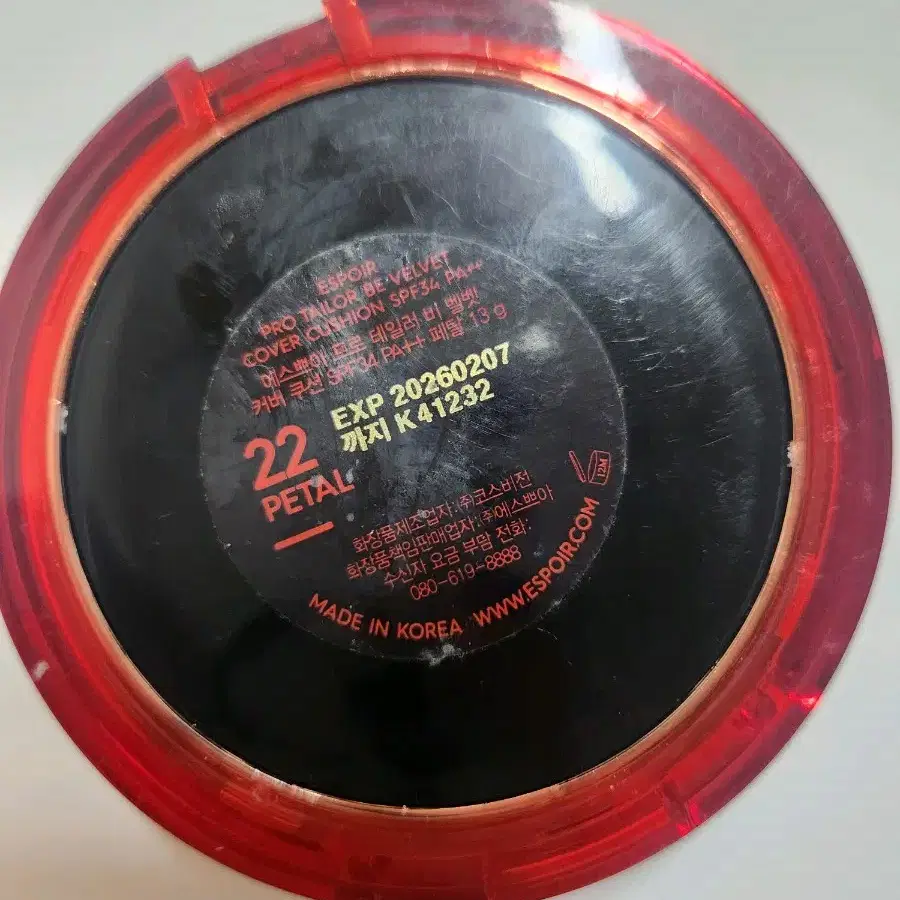 ESPOIR
PRO TAILOR BE VELVET
COVER CUSHION SPF34 PA++
에스쁘아 프로 테일러 비 벨벳
커버 쿠션 SPF34 PA++ 페탈 13 g
EXP 20260207
까지 K41232
22
PETAL
12M
화장품제조업자:㈜코스비전
화장품책임판매업자:㈜에스쁘아
수신자 요금 부담 전화:
080-619-8888
MADE IN KOREA WWW.ESPOIR.COM